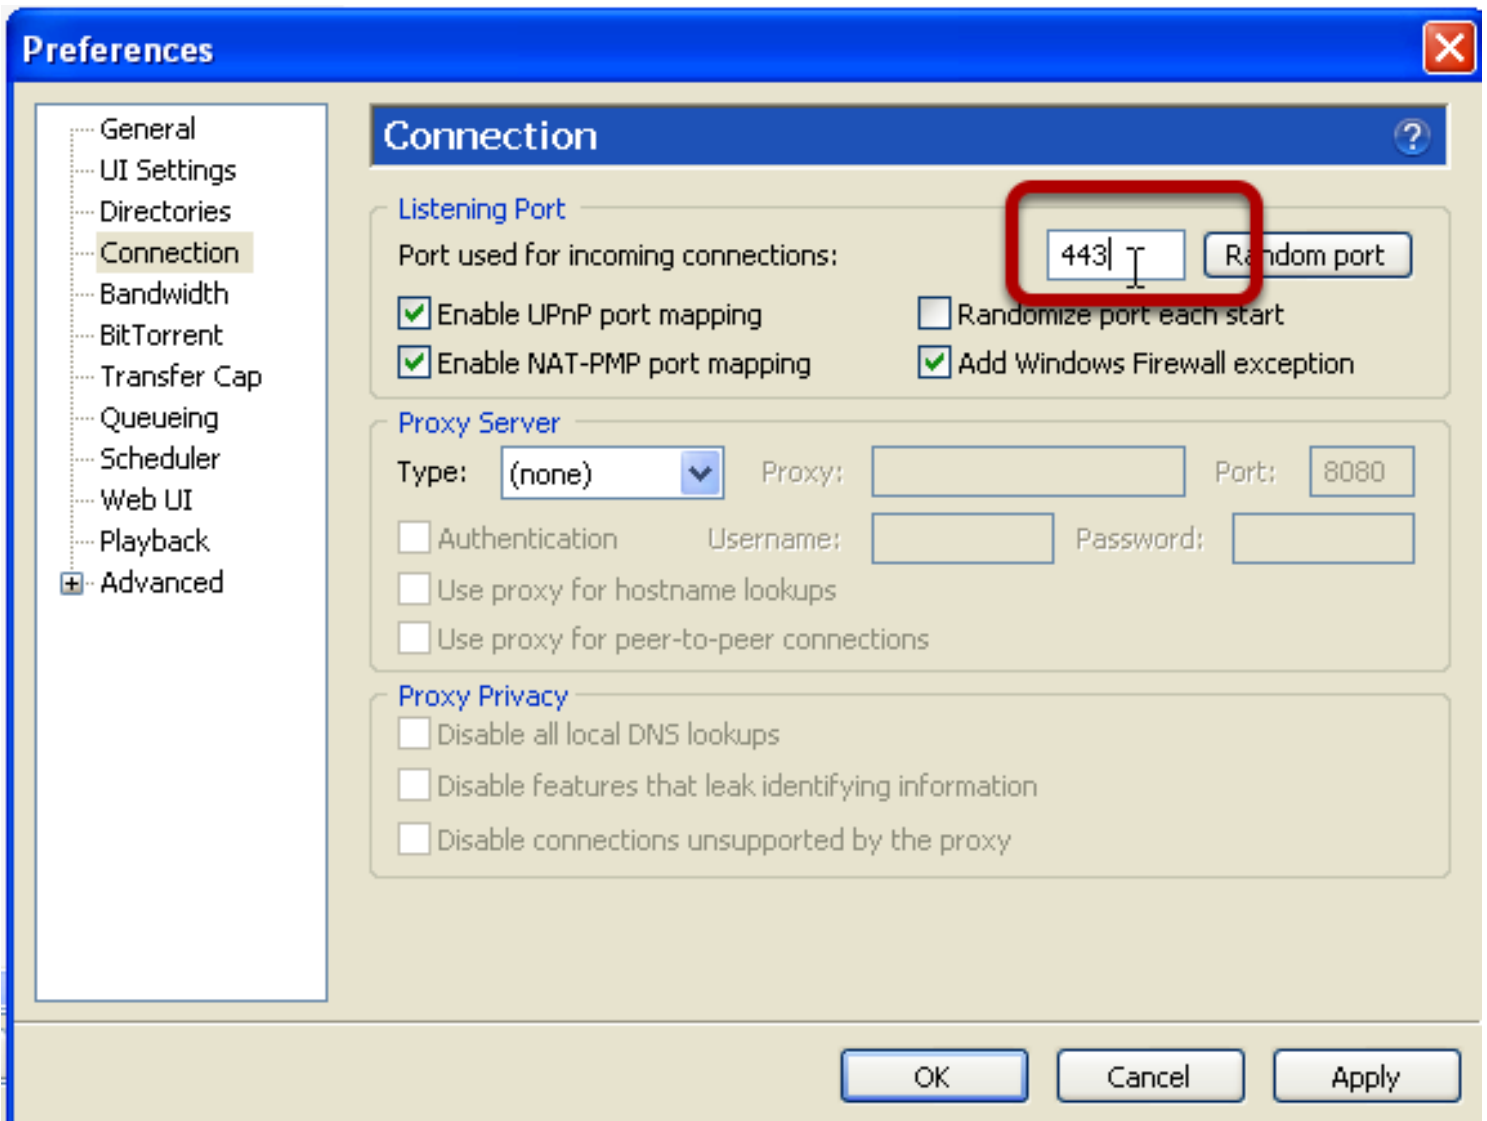 Preferences
General
UI Settings
Directories
Connection
Bandwidth
BitTorrent
Transfer Cap
Queueing
Scheduler
Web UI
Playback
Advanced
Connection
Listening Port
Port used for incoming connections: 443 Random port
Enable UPnP port mapping Randomize port each start
Enable NAT-PMP port mapping Add Windows Firewall exception
Proxy Server
Type: (none) Proxy: Port: 8080
Authentication Username: Password:
Use proxy for hostname lookups
Use proxy for peer-to-peer connections
Proxy Privacy
Disable all local DNS lookups
Disable features that leak identifying information
Disable connections unsupported by the proxy
OK Cancel Apply